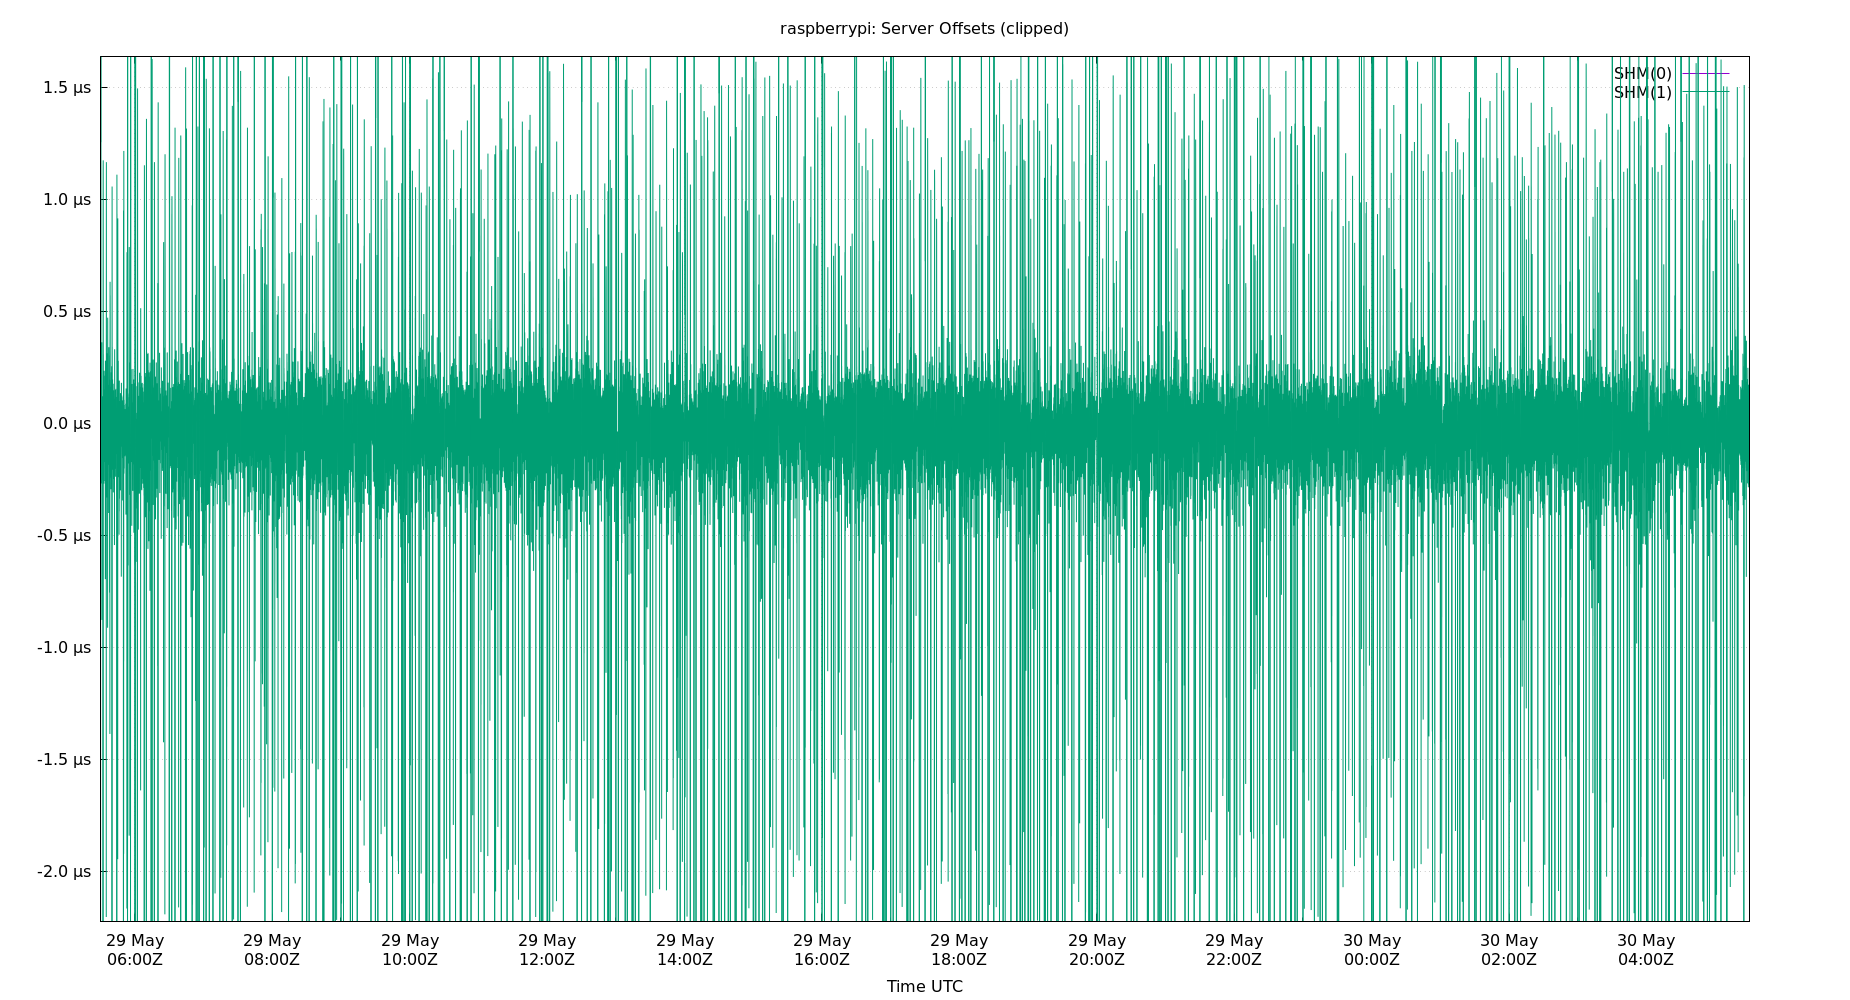 raspberrypi: Server Offsets (clipped)
SHM(0)
SHM(1)
1.5 µs
1.0 µs
0.5 µs
0.0 µs
-0.5 µs
-1.0 µs
-1.5 µs
-2.0 µs
29 May 29 May 29 May 29 May 29 May 29 May 29 May 29 May 29 May 30 May 30 May 30 May
06:00Z 08:00Z 10:00Z 12:00Z 14:00Z 16:00Z 18:00Z 20:00Z 22:00Z 00:00Z 02:00Z 04:00Z
Time UTC